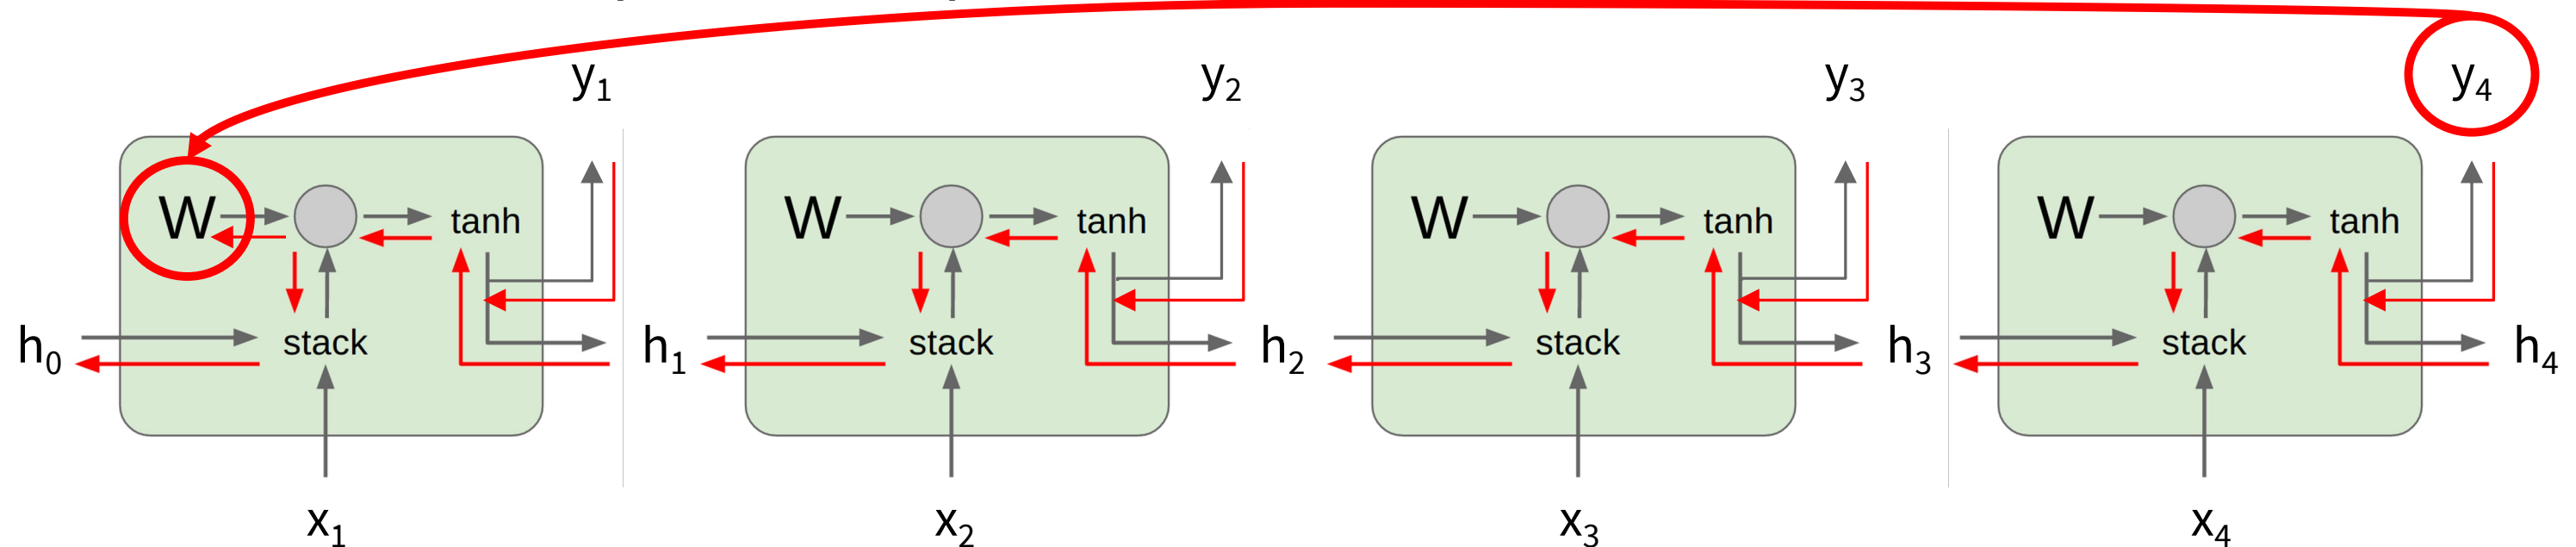 y₁ y₂ y₃ y₄
W tanh W tanh W tanh W tanh
h₀ stack h₁ stack h₂ stack h₃ stack h₄
x₁ x₂ x₃ x₄